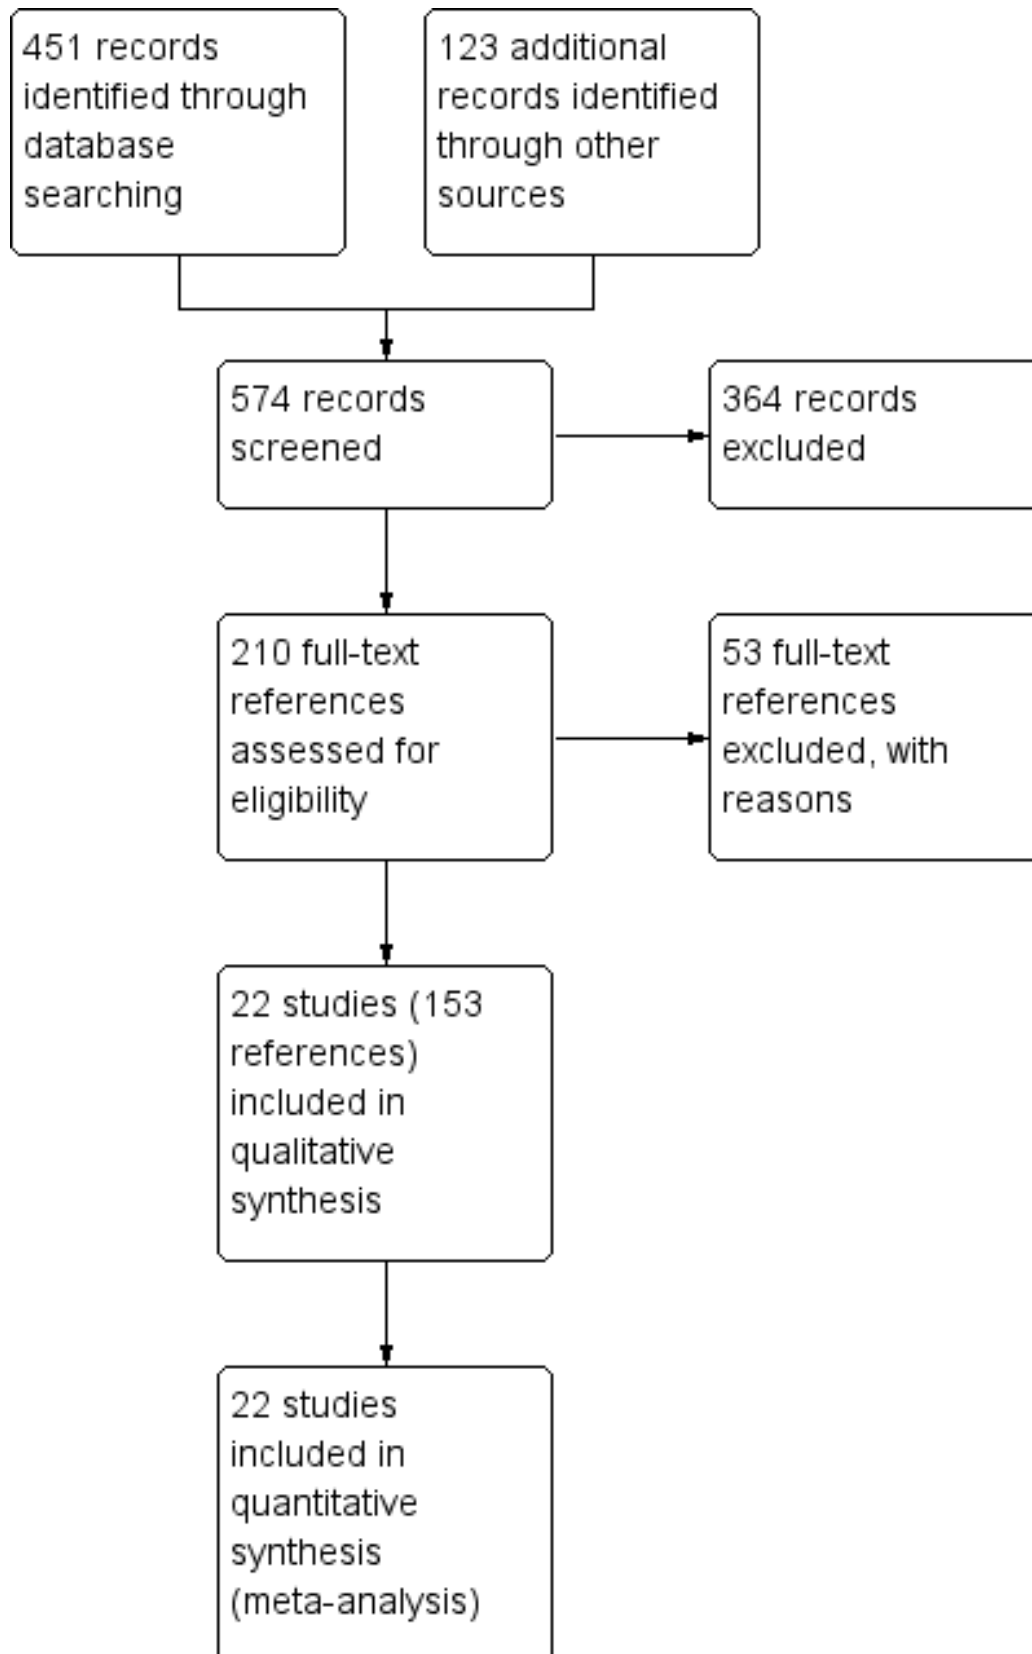 451 records
identified through
database
searching
123 additional
records identified
through other
sources
574 records
screened
364 records
excluded
210 full-text
references
assessed for
eligibility
53 full-text
references
excluded, with
reasons
22 studies (153
references)
included in
qualitative
synthesis
22 studies
included in
quantitative
synthesis
(meta-analysis)